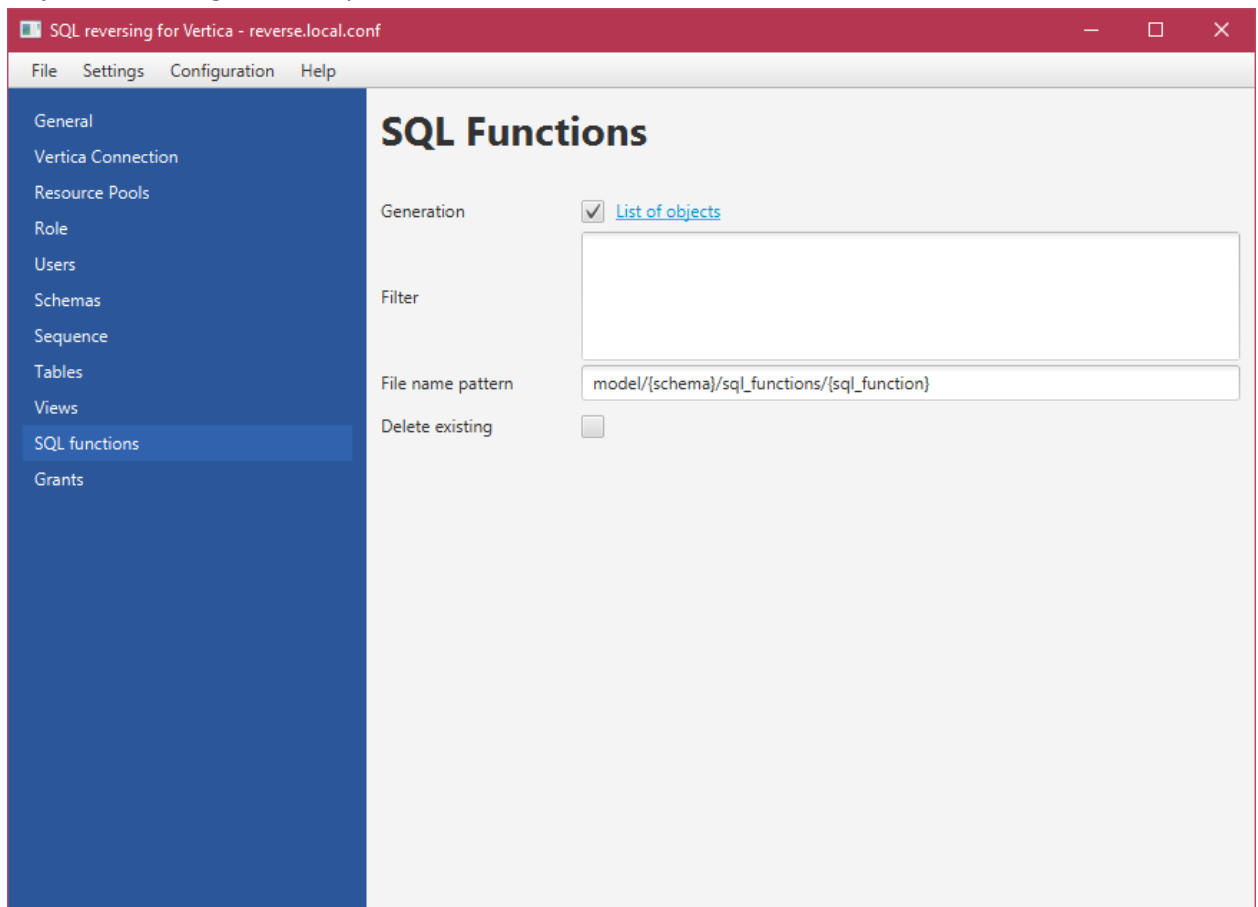 SQL reversing for Vertica - reverse.local.conf
File Settings Configuration Help
General
Vertica Connection
Resource Pools
Role
Users
Schemas
Sequence
Tables
Views
SQL functions
Grants
SQL Functions
Generation List of objects
Filter
File name pattern model/{schema}/sql_functions/{sql_function}
Delete existing